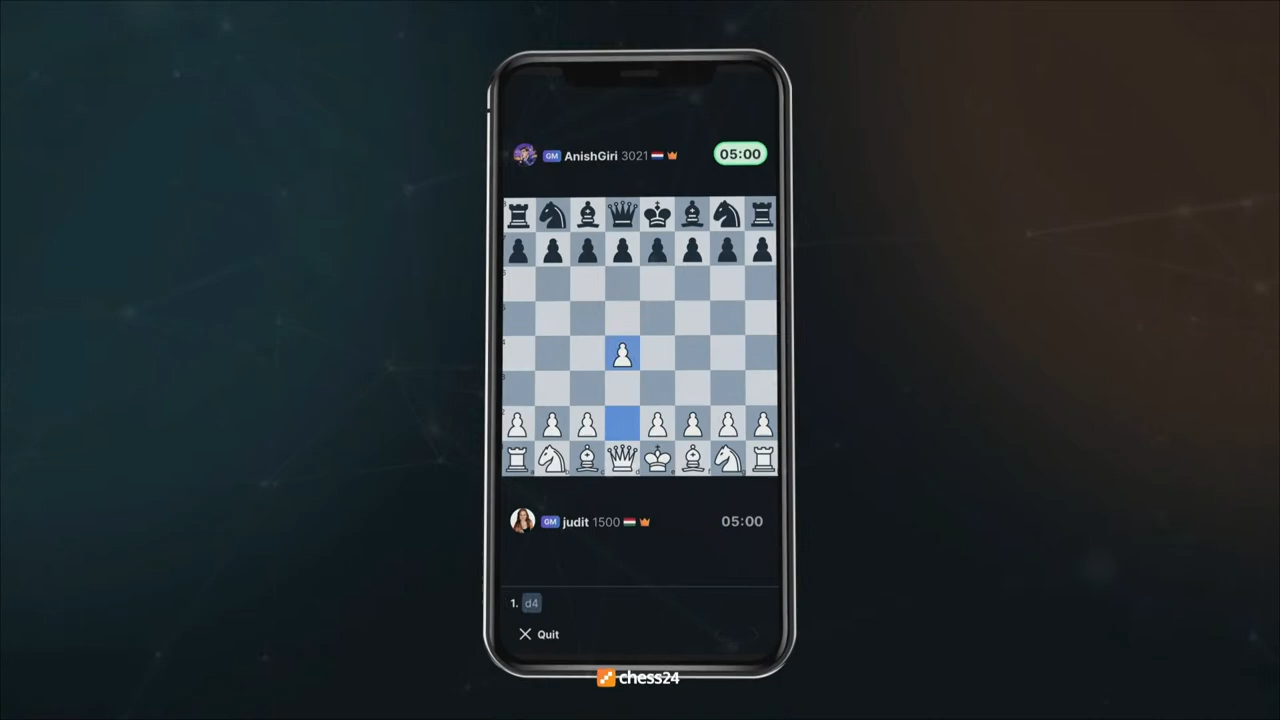 GM AnishGiri 3021 05:00
GM judit 1500 05:00
1. d4
Quit
chess24